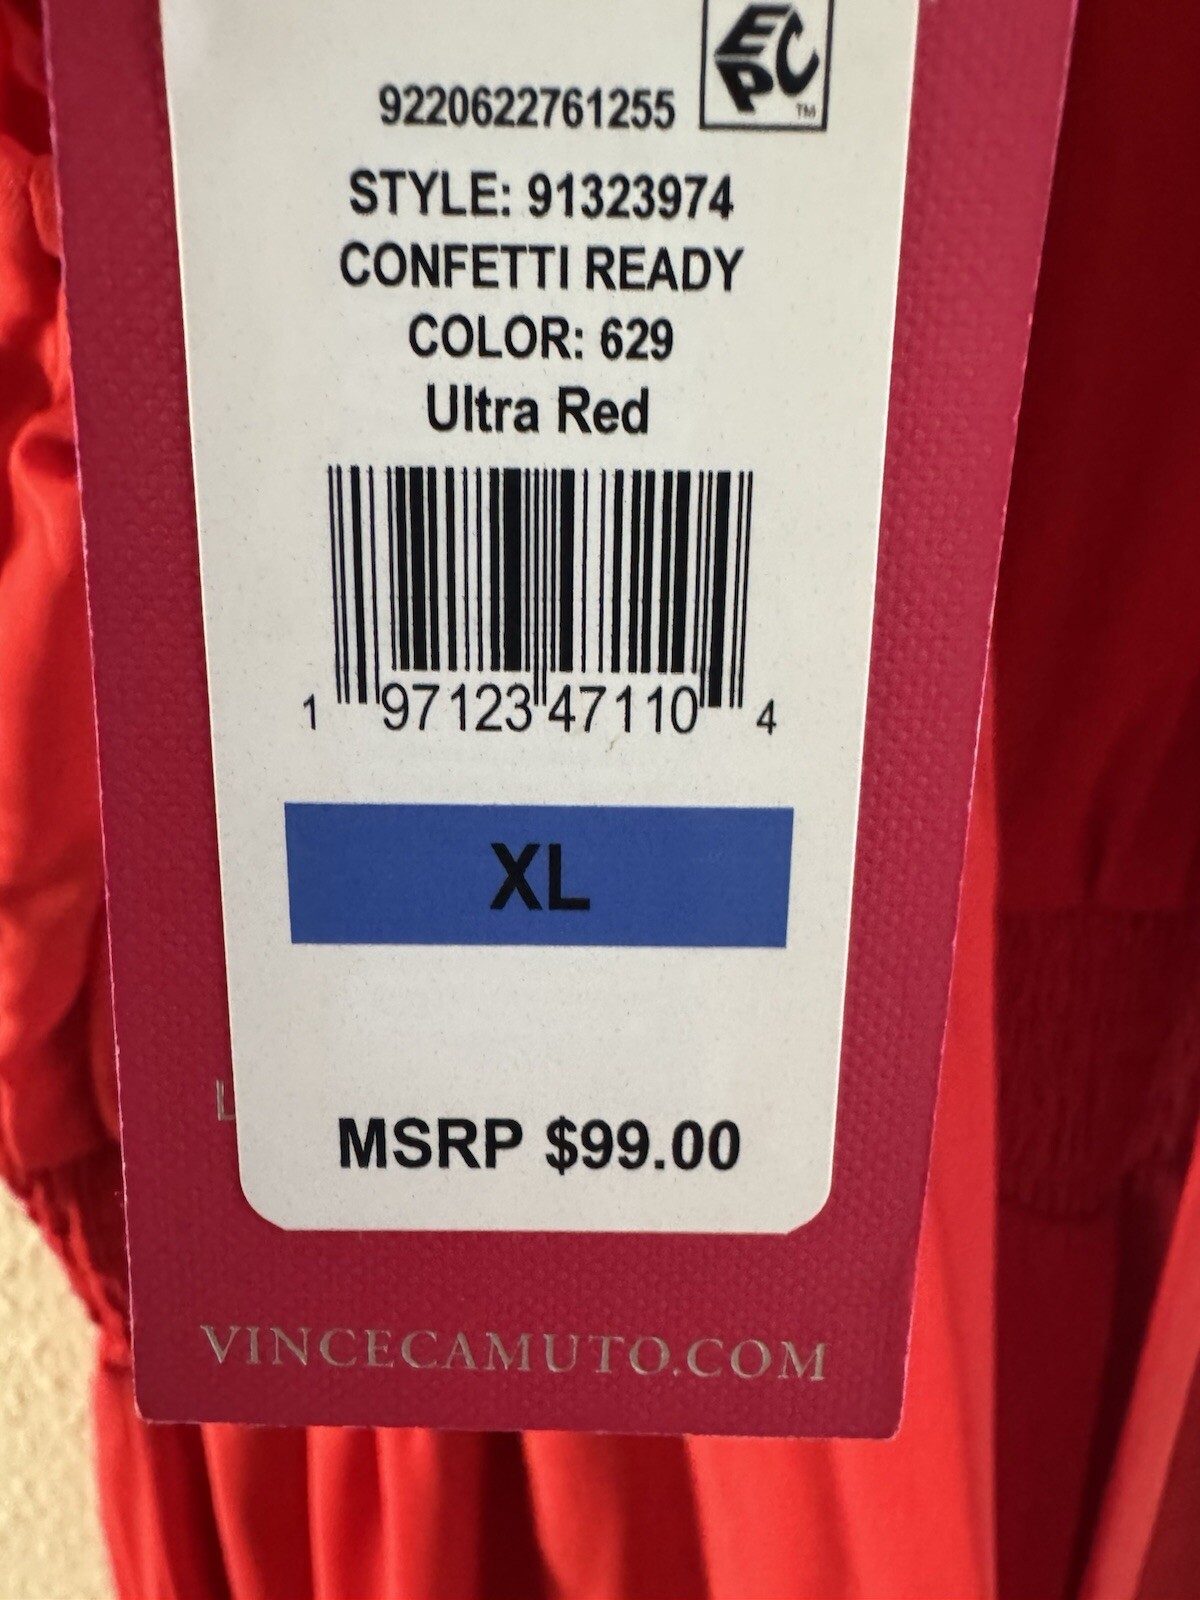 EPC
TM
9220622761255
STYLE: 91323974
CONFETTI READY
COLOR: 629
Ultra Red
1 97123 47110 4
XL
L
MSRP $99.00
VINCECAMUTO.COM